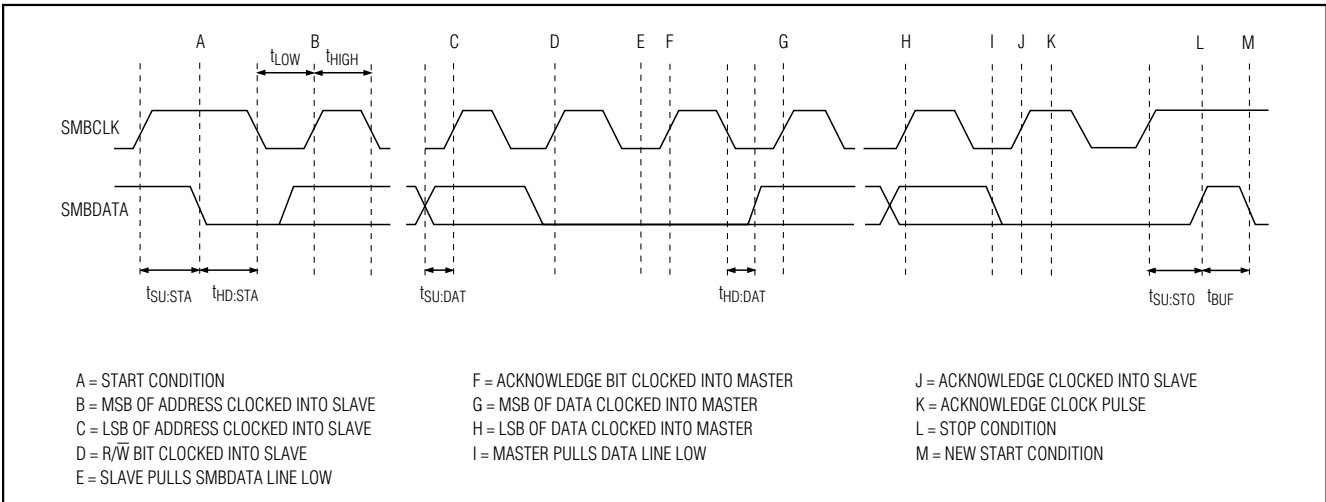 A B C D E F G H I J K L M
tLOW tHIGH
SMBCLK
SMBDATA
tSU:STA tHD:STA tSU:DAT tHD:DAT tSU:STO tBUF
A = START CONDITION
B = MSB OF ADDRESS CLOCKED INTO SLAVE
C = LSB OF ADDRESS CLOCKED INTO SLAVE
D = R/W̅ BIT CLOCKED INTO SLAVE
E = SLAVE PULLS SMBDATA LINE LOW
F = ACKNOWLEDGE BIT CLOCKED INTO MASTER
G = MSB OF DATA CLOCKED INTO MASTER
H = LSB OF DATA CLOCKED INTO MASTER
I = MASTER PULLS DATA LINE LOW
J = ACKNOWLEDGE CLOCKED INTO SLAVE
K = ACKNOWLEDGE CLOCK PULSE
L = STOP CONDITION
M = NEW START CONDITION